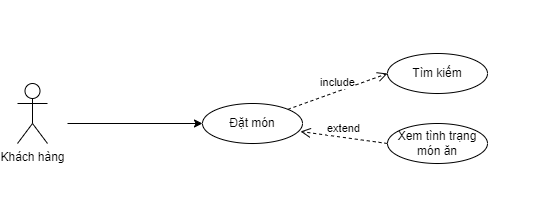 Tìm kiếm
include
Đặt món
extend
Xem tình trạng
món ăn
Khách hàng